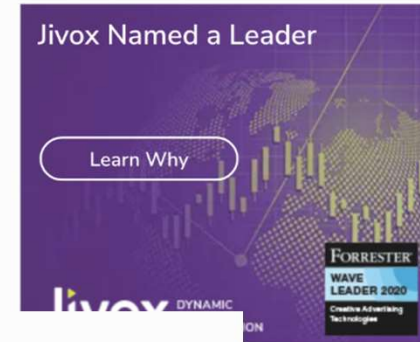 Jivox Named a Leader
Learn Why
FORRESTER
WAVE
LEADER 2020
Creative Advertising
Technologies
jivox DYNAMIC